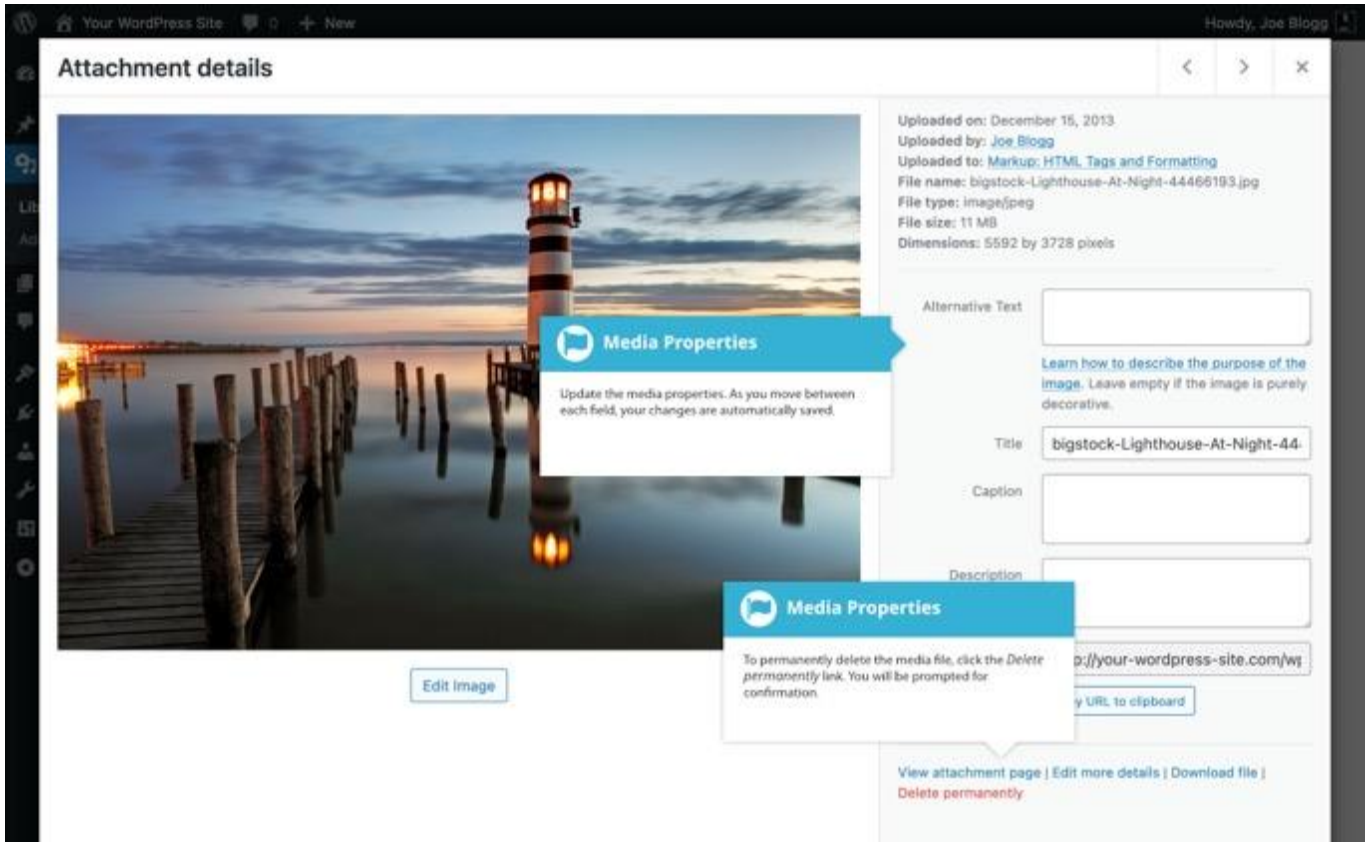 Your WordPress Site 0 + New
Howdy, Joe Blogg
Attachment details
Uploaded on: December 15, 2013
Uploaded by: Joe Blogg
Uploaded to: Markup: HTML Tags and Formatting
File name: bigstock-Lighthouse-At-Night-44466193.jpg
File type: image/jpeg
File size: 11 MB
Dimensions: 5592 by 3728 pixels
Alternative Text
Learn how to describe the purpose of the
image. Leave empty if the image is purely
decorative.
Media Properties
Update the media properties. As you move between
each field, your changes are automatically saved.
Title
bigstock-Lighthouse-At-Night-44
Caption
Description
Media Properties
To permanently delete the media file, click the Delete
permanently link. You will be prompted for
confirmation.
p://your-wordpress-site.com/wp
y URL to clipboard
Edit Image
View attachment page | Edit more details | Download file |
Delete permanently